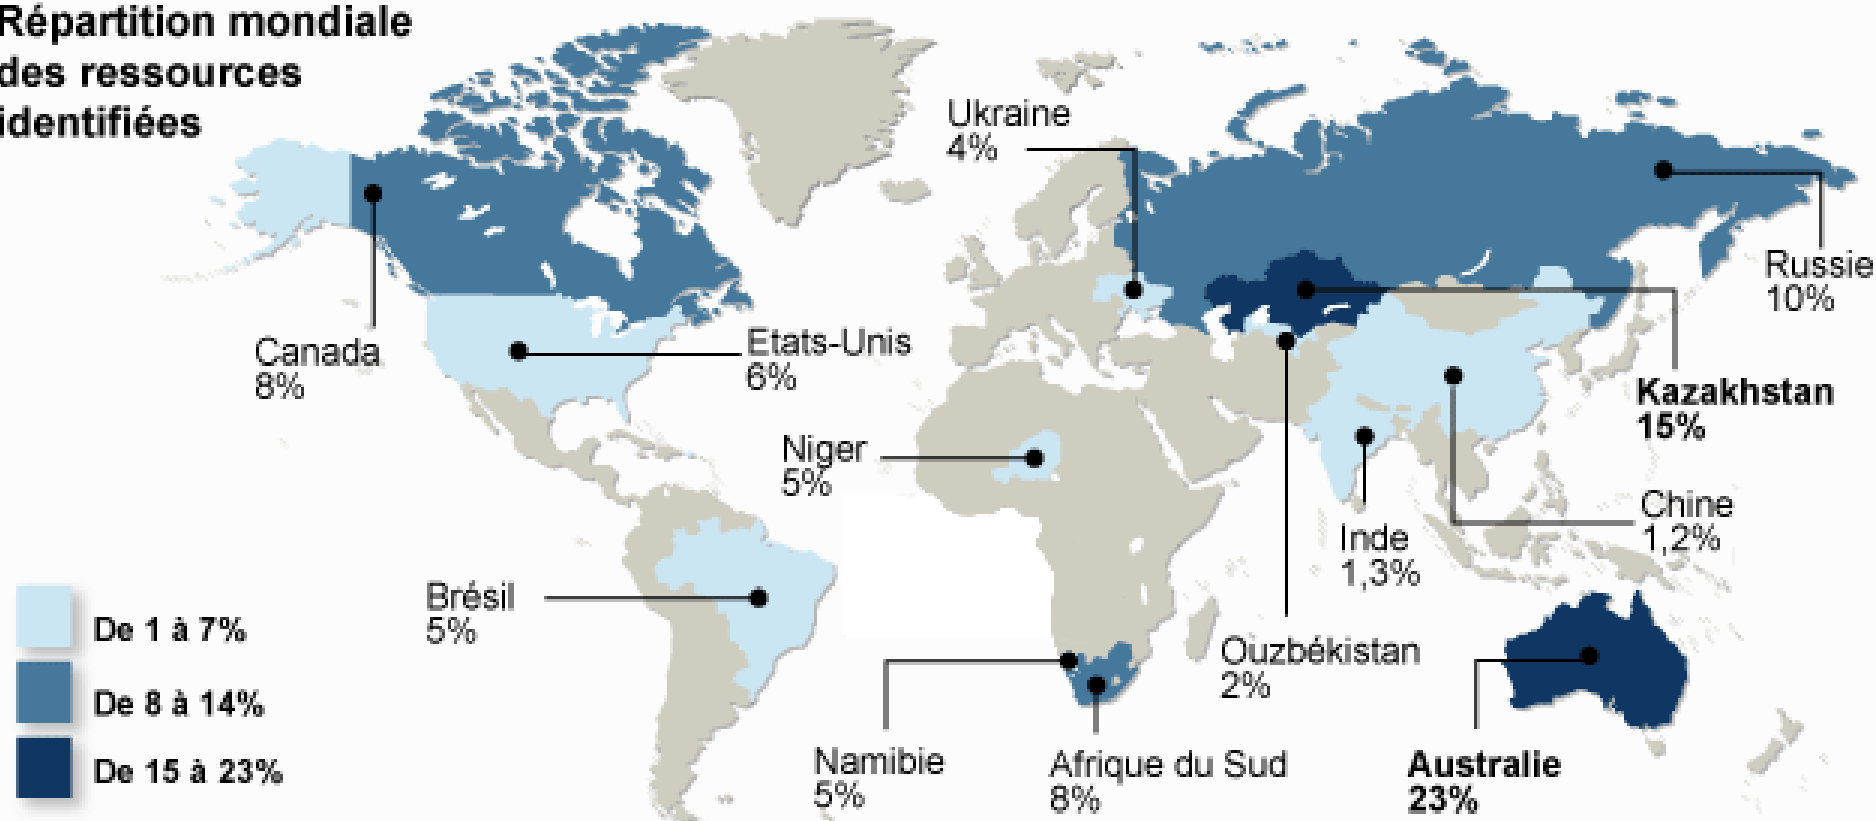 Répartition mondiale
des ressources
identifiées
Ukraine
4%
Russie
10%
Canada
8%
Etats-Unis
6%
Kazakhstan
15%
Niger
5%
Chine
1,2%
Inde
1,3%
Brésil
5%
Ouzbékistan
2%
Namibie
5%
Afrique du Sud
8%
Australie
23%
De 1 à 7%
De 8 à 14%
De 15 à 23%